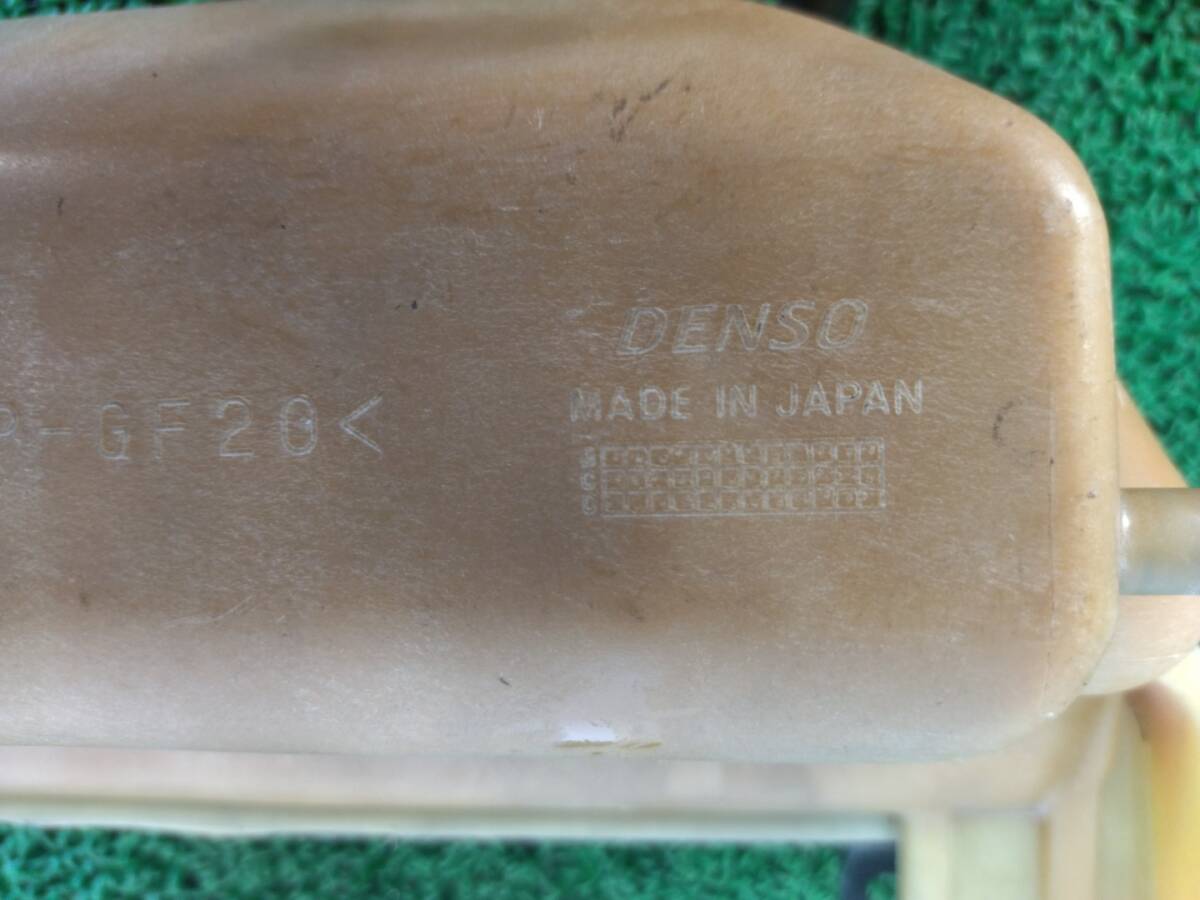 DENSO
MADE IN JAPAN
P-GF20<